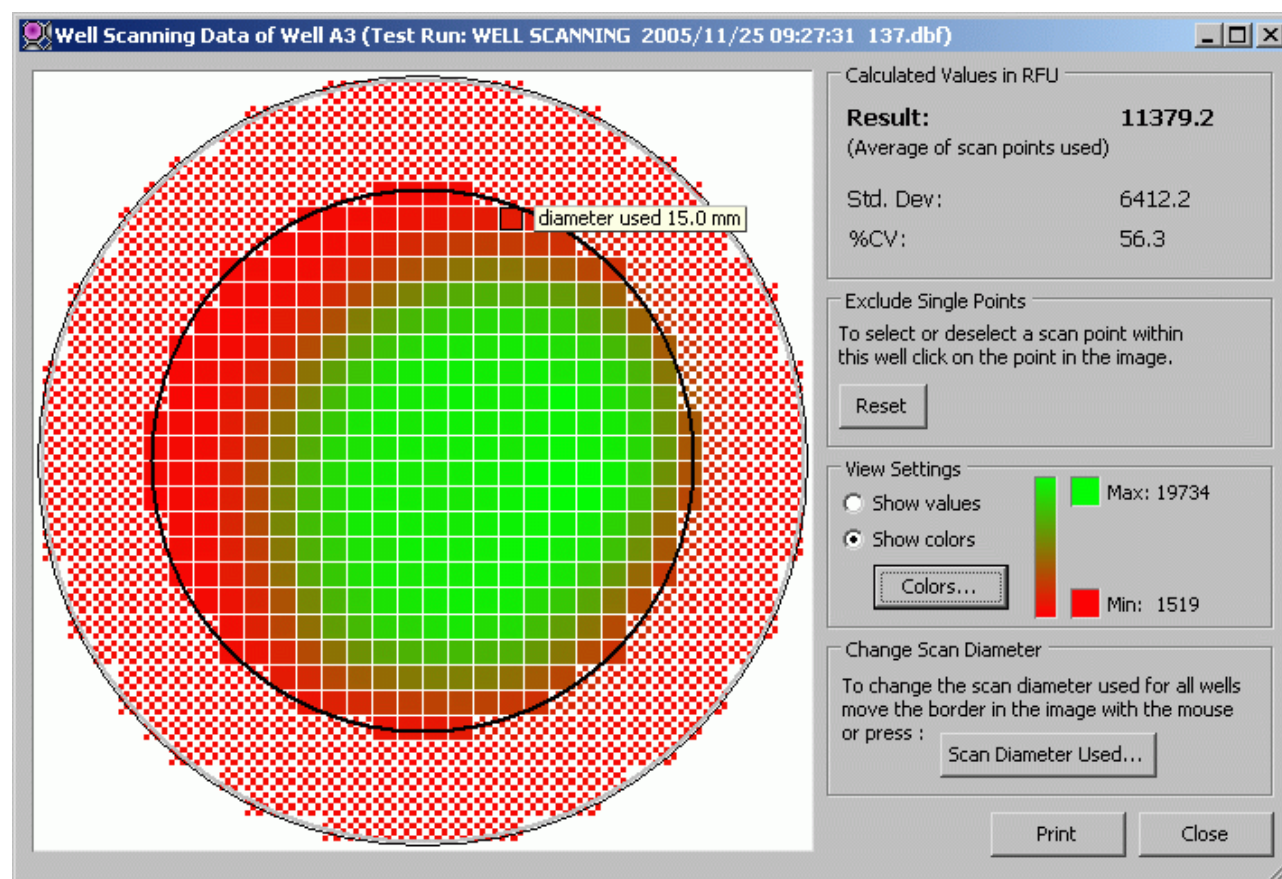 Well Scanning Data of Well A3 (Test Run: WELL SCANNING 2005/11/25 09:27:31 137.dbf)
diameter used 15.0 mm
Calculated Values in RFU
Result: 11379.2
(Average of scan points used)
Std. Dev: 6412.2
%CV: 56.3
Exclude Single Points
To select or deselect a scan point within
this well click on the point in the image.
Reset
View Settings
Show values
Show colors
Colors...
Max: 19734
Min: 1519
Change Scan Diameter
To change the scan diameter used for all wells
move the border in the image with the mouse
or press :
Scan Diameter Used...
Print Close